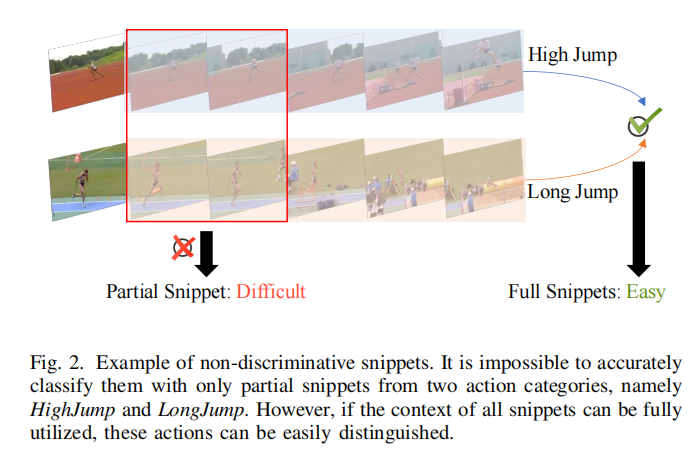 High Jump
Long Jump
Partial Snippet: Difficult
Full Snippets: Easy
Fig. 2. Example of non-discriminative snippets. It is impossible to accurately
classify them with only partial snippets from two action categories, namely
HighJump and LongJump. However, if the context of all snippets can be fully
utilized, these actions can be easily distinguished.